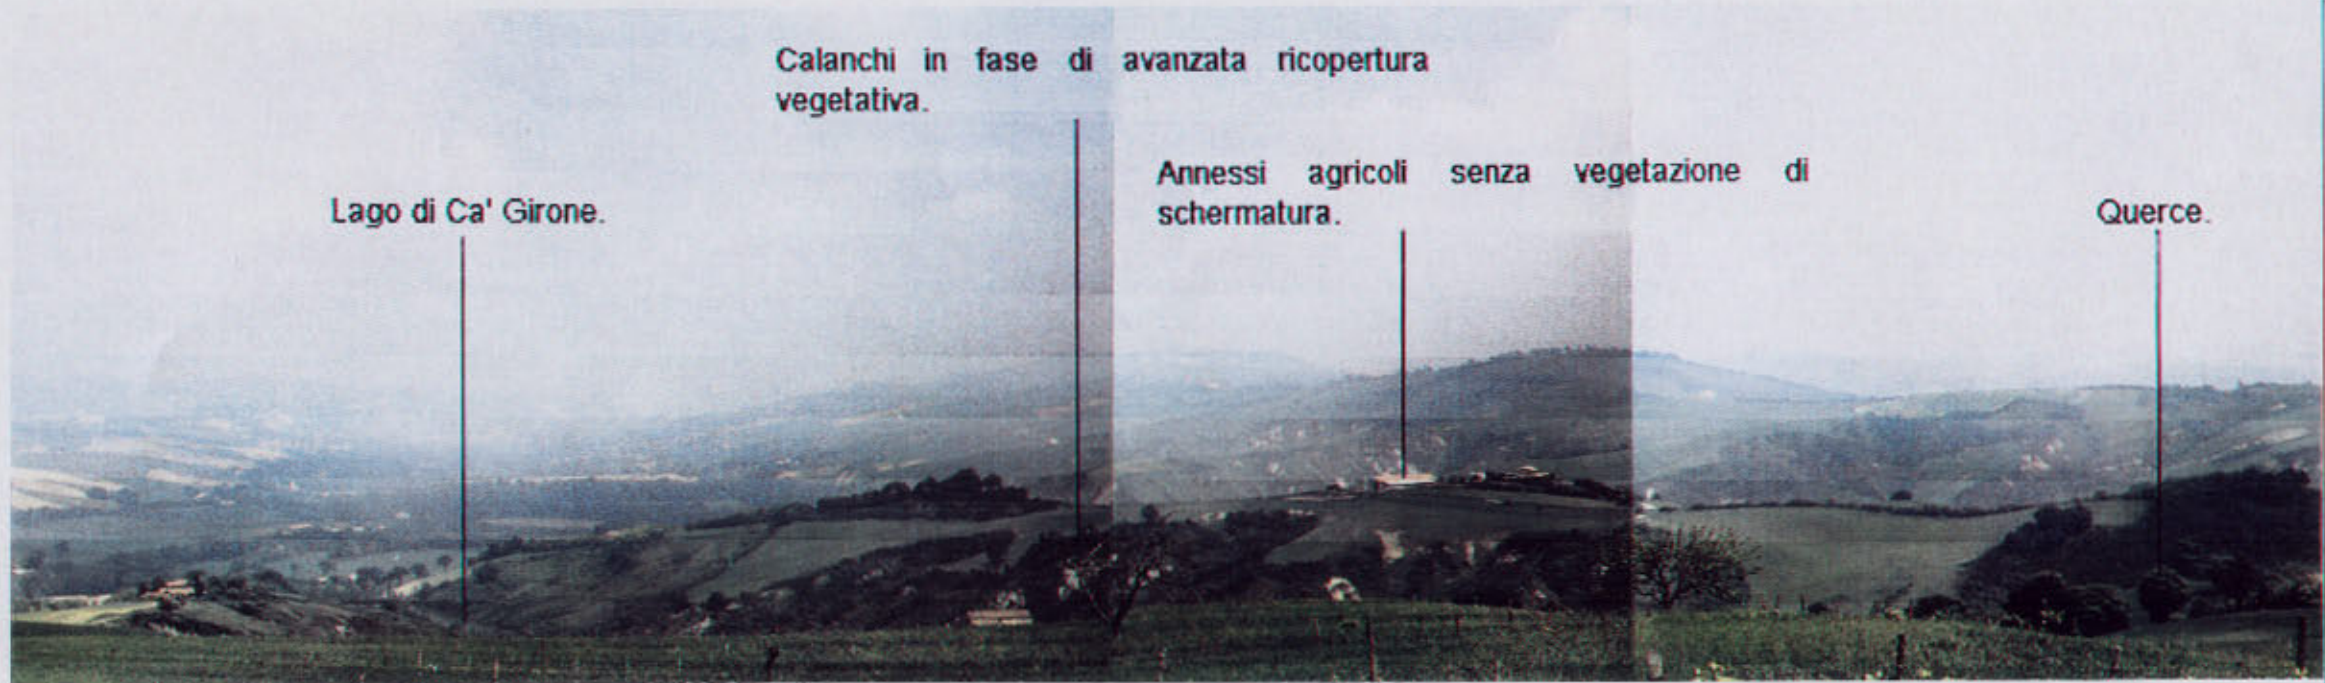 Calanchi in fase di avanzata ricopertura
vegetativa.
Annessi agricoli senza vegetazione di
schermatura.
Lago di Ca' Girone.
Querce.